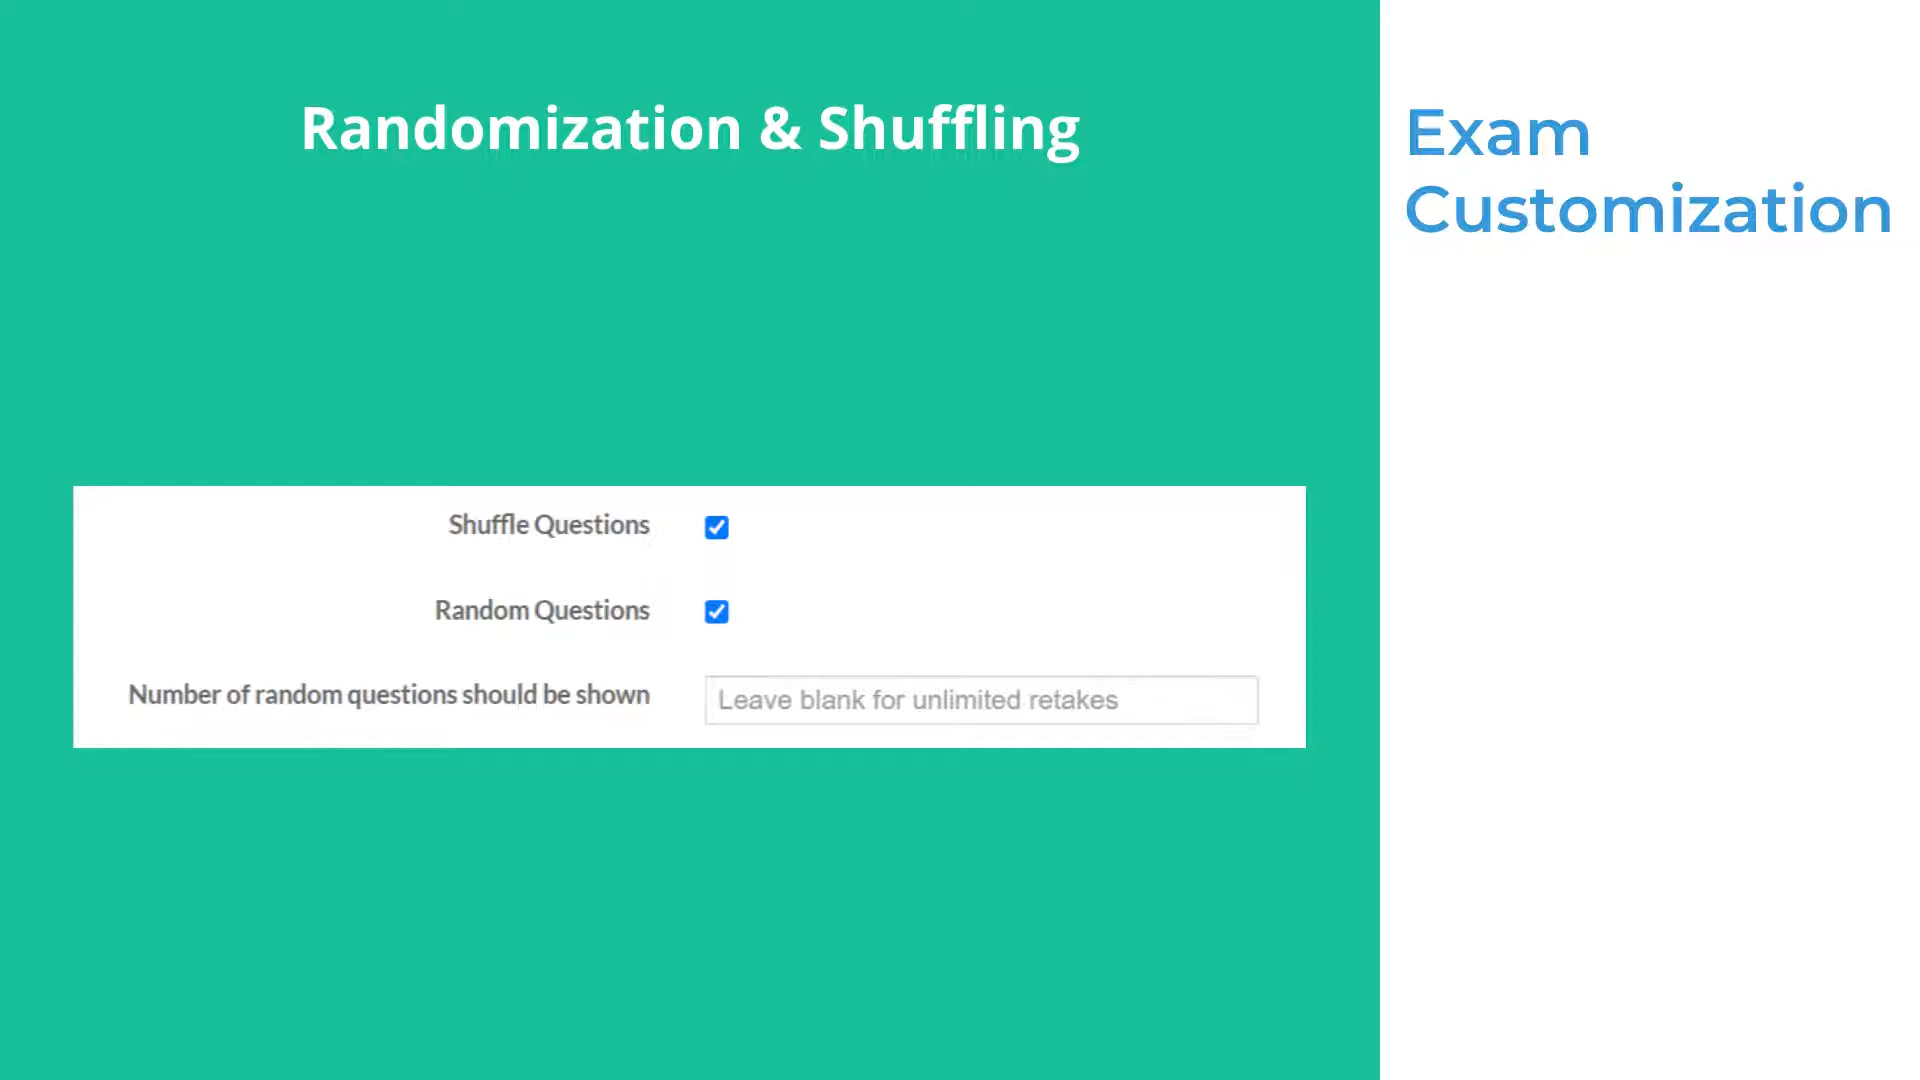 Randomization & Shuffling
Exam
Customization
Shuffle Questions
Random Questions
Number of random questions should be shown
Leave blank for unlimited retakes